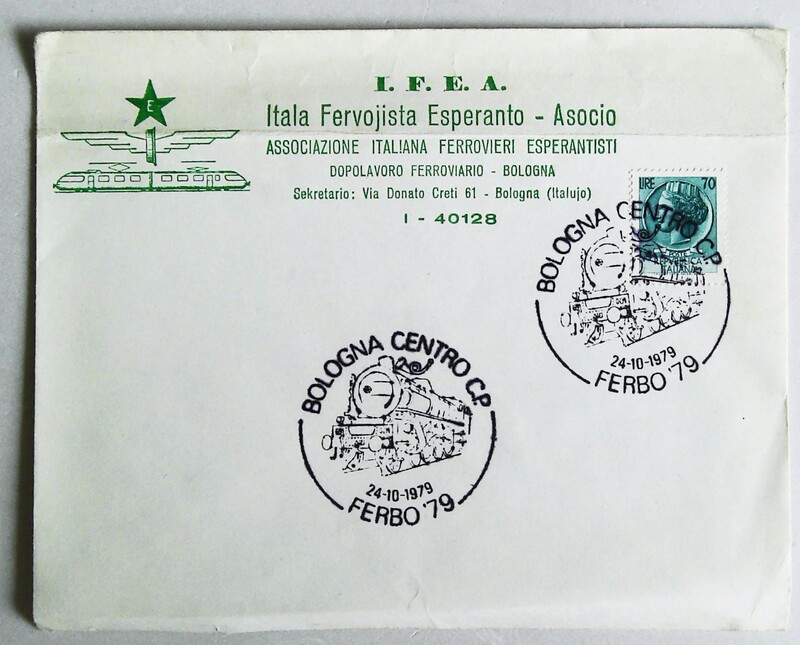 E
I. F. E. A.
Itala Fervojista Esperanto - Asocio
ASSOCIAZIONE ITALIANA FERROVIERI ESPERANTISTI
DOPOLAVORO FERROVIARIO - BOLOGNA
Sekretario: Via Donato Creti 61 - Bologna (Italujo)
I - 40128
LIRE 70
REPUBBLICA
ITALIANA
BOLOGNA CENTRO C.P.
24-10-1979
FERBO '79
BOLOGNA CENTRO C.P.
24-10-1979
FERBO '79